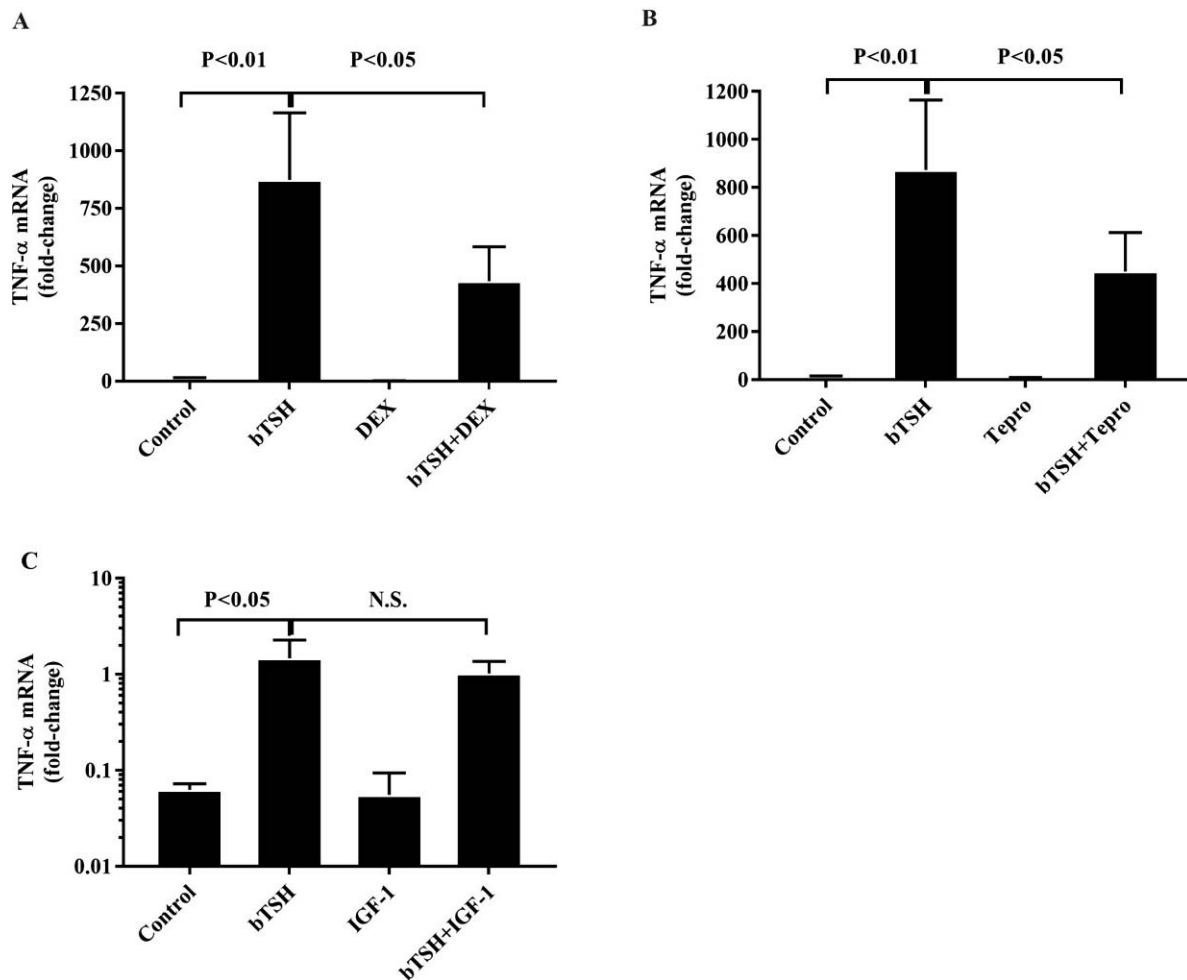 A
P<0.01
P<0.05
TNF-α mRNA
(fold-change)
1250
1000
750
500
250
0
Control
bTSH
DEX
bTSH+DEX
B
P<0.01
P<0.05
TNF-α mRNA
(fold-change)
1200
1000
800
600
400
200
0
Control
bTSH
Tepro
bTSH+Tepro
C
P<0.05
N.S.
TNF-α mRNA
(fold-change)
10
1
0.1
0.01
Control
bTSH
IGF-1
bTSH+IGF-1